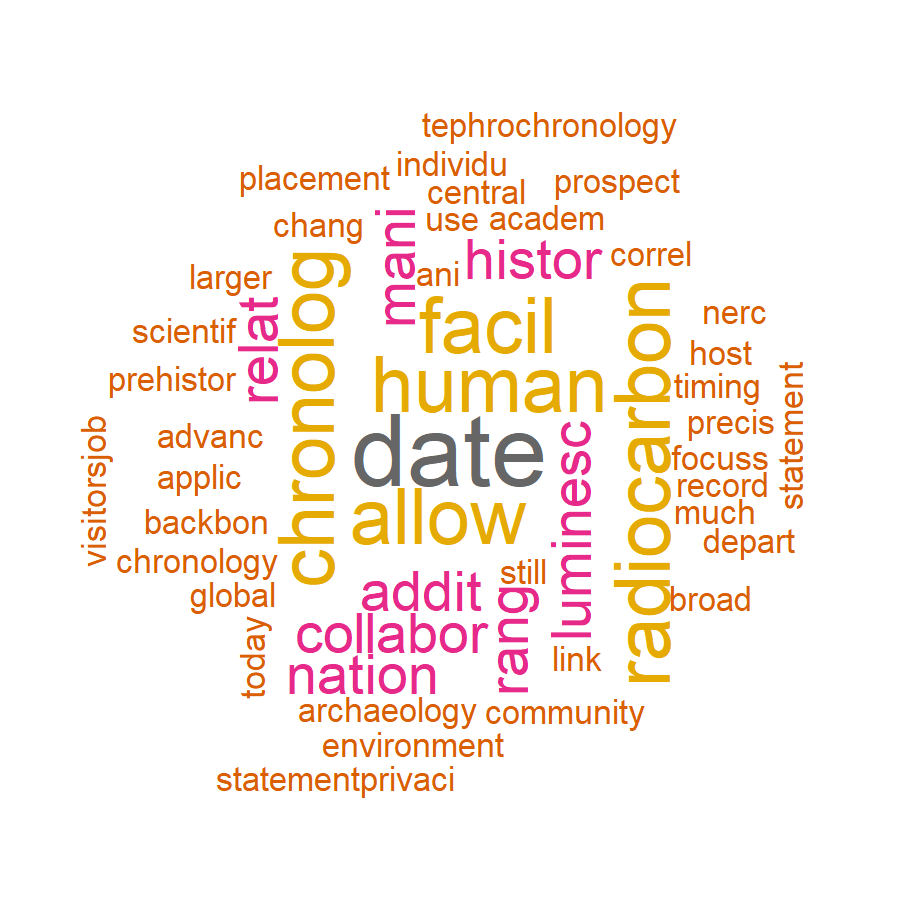 tephrochronology
individu
placement
central
prospect
chang
mani
use
academ
histor
correl
ani
larger
chronolog
relat
facil
radiocarbon
nerc
scientif
host
human
prehistor
timing
statement
date
luminesc
precis
visitorsjob
advanc
focuss
applic
record
allow
much
backbon
depart
chronology
still
addit
rang
global
broad
today
collabor
link
nation
archaeology
community
environment
statementprivaci